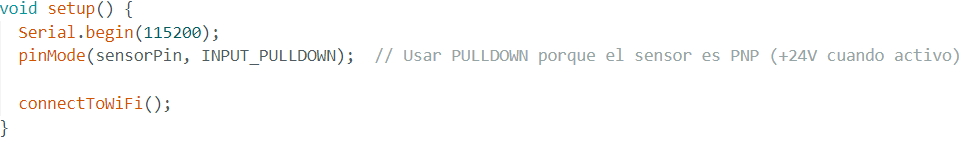 void setup() {
  Serial.begin(115200);
  pinMode(sensorPin, INPUT_PULLDOWN);  // Usar PULLDOWN porque el sensor es PNP (+24V cuando activo)

  connectToWiFi();
}